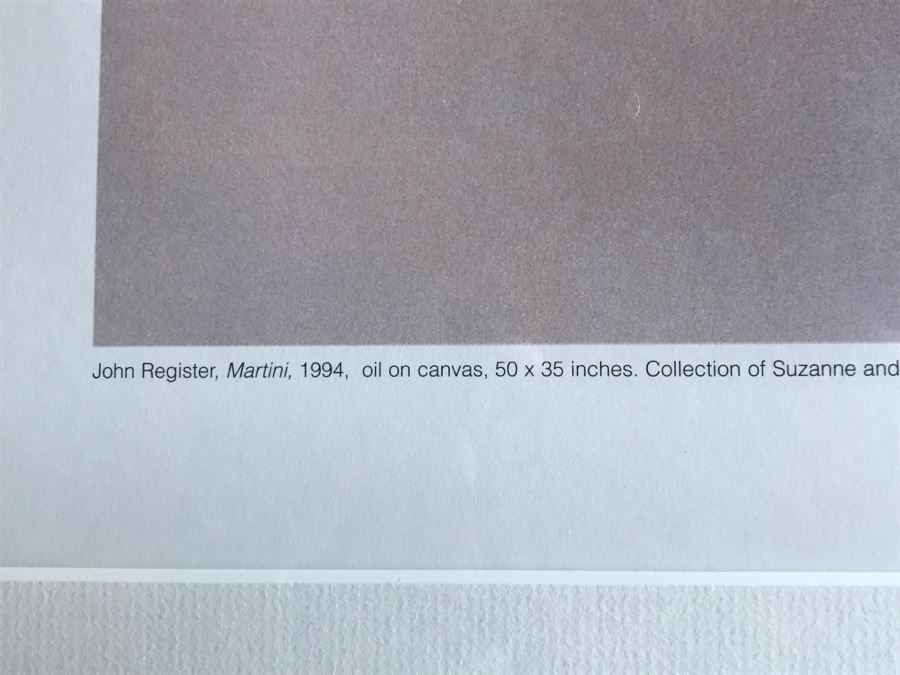 John Register, Martini, 1994, oil on canvas, 50 x 35 inches. Collection of Suzanne and